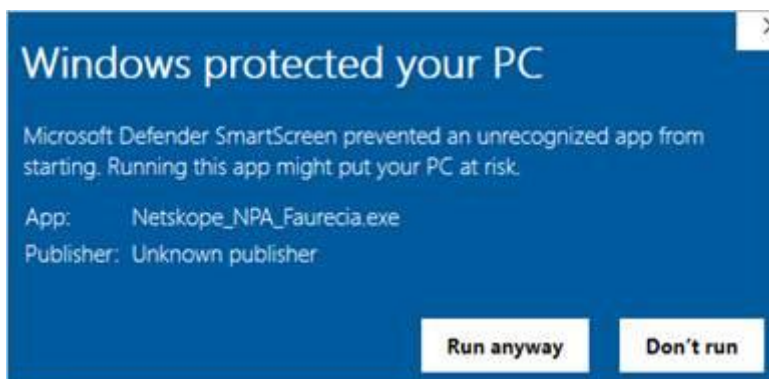 Windows protected your PC
Microsoft Defender SmartScreen prevented an unrecognized app from
starting. Running this app might put your PC at risk.
App: Netskope_NPA_Faurecia.exe
Publisher: Unknown publisher
Run anyway Don't run